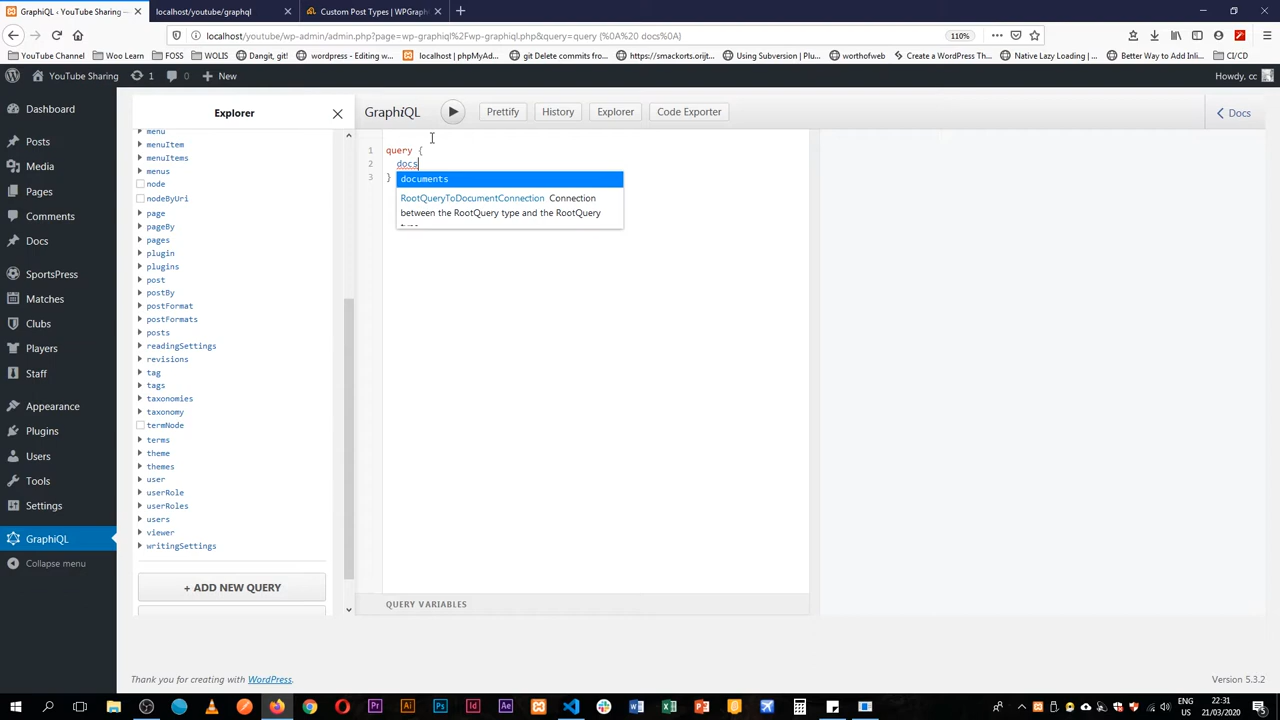 GraphiQL ‹ YouTube Sharing — W
localhost/youtube/graphql
Custom Post Types | WPGraph
localhost/youtube/wp-admin/admin.php?page=wp-graphiql%2Fwp-graphiql.php&query=query {%0A%20 docs%0A}
110%
YouTube Channel
Woo Learn
FOSS
WOLIS
Dangit, git!
wordpress - Editing w…
localhost | phpMyAd…
git Delete commits fro…
https://smackorts.orijt…
Using Subversion | Plu…
worthofweb
Create a WordPress Th…
Native Lazy Loading | …
Better Way to Add Inli…
CI/CD
YouTube Sharing
1
0
New
Howdy, cc
Dashboard
Posts
Media
Pages
Comments
Docs
SportsPress
Matches
Clubs
Players
Staff
Appearance
Plugins
Users
Tools
Settings
GraphiQL
Collapse menu
Explorer
menu
menuItem
menuItems
menus
node
nodeByUri
page
pageBy
pages
plugin
plugins
post
postBy
postFormat
postFormats
posts
readingSettings
revisions
tag
tags
taxonomies
taxonomy
termNode
terms
theme
themes
user
userRole
userRoles
users
viewer
writingSettings
+ ADD NEW QUERY
GraphiQL
Prettify
History
Explorer
Code Exporter
Docs
1 query {
2 docs
3 }
documents
RootQueryToDocumentConnection Connection
between the RootQuery type and the RootQuery
QUERY VARIABLES
Thank you for creating with WordPress.
Version 5.3.2
ENG
US
22:31
21/03/2020